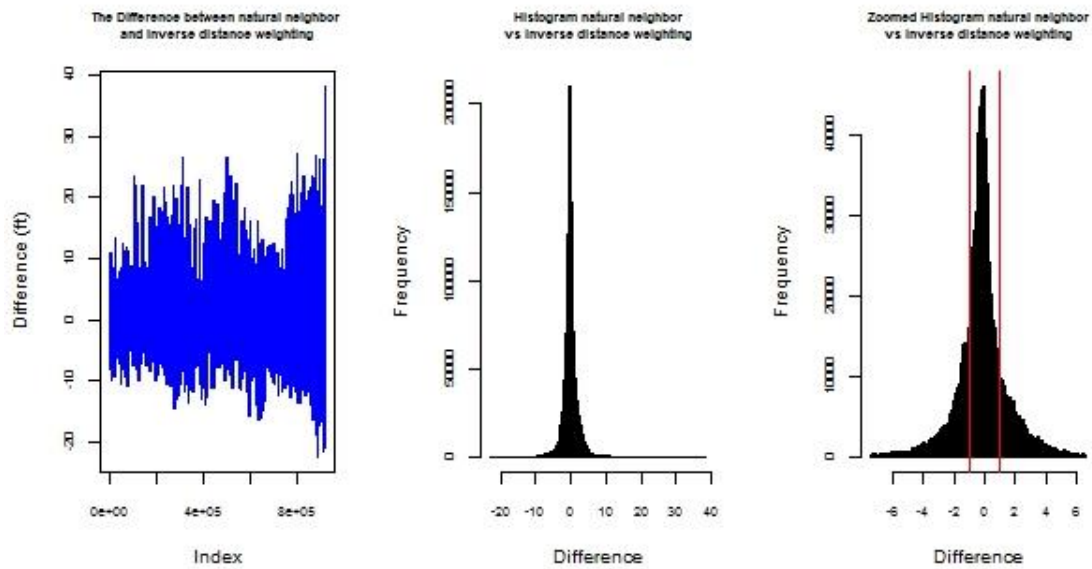 The Difference between natural neighbor
and inverse distance weighting
Difference (ft)
40
30
20
10
0
-10
-20
0e+00 4e+05 8e+05
Index
Histogram natural neighbor
vs inverse distance weighting
Frequency
200000
150000
100000
50000
0
-20 -10 0 10 20 30 40
Difference
Zoomed Histogram natural neighbor
vs inverse distance weighting
Frequency
40000
30000
20000
10000
0
-6 -4 -2 0 2 4 6
Difference